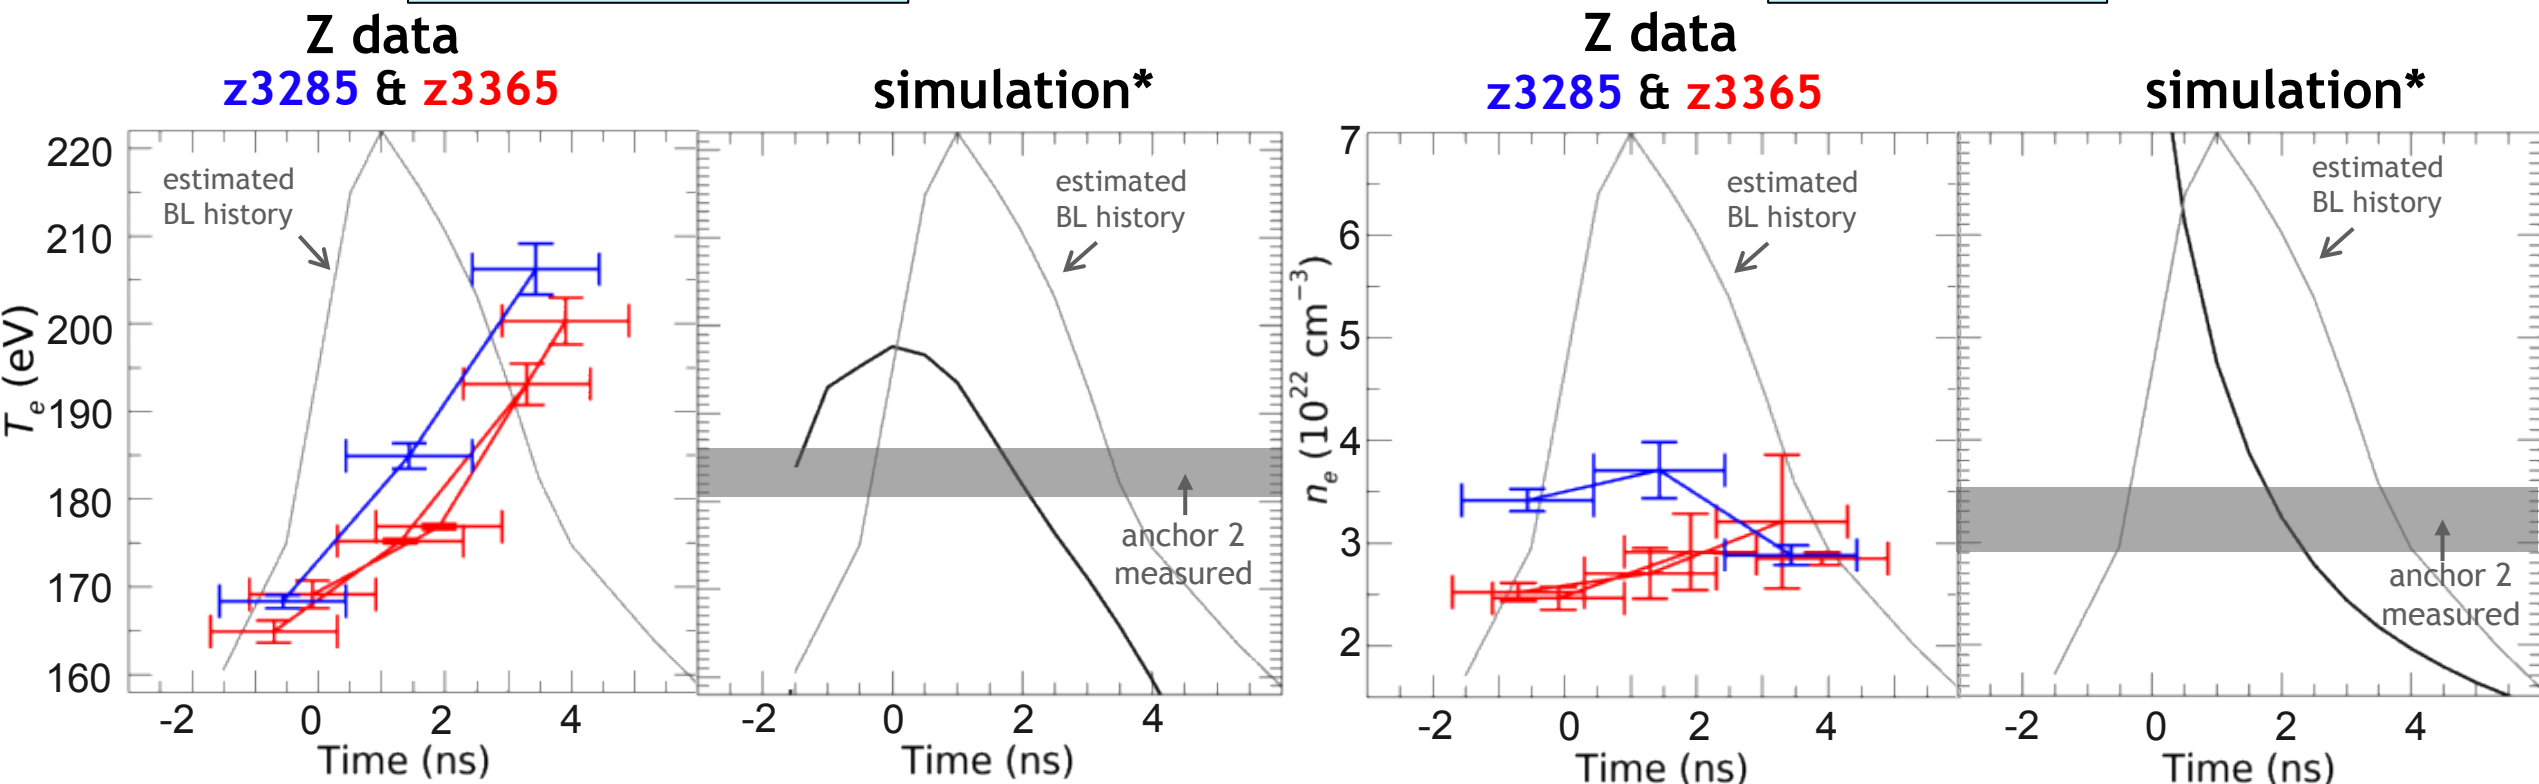 Z data
z3285 & z3365
simulation*
Z data
z3285 & z3365
simulation*
220
210
200
190
180
170
160
Te (eV)
estimated
BL history
-2
0
2
4
Time (ns)
estimated
BL history
anchor 2
measured
-2
0
2
4
Time (ns)
7
6
5
4
3
2
ne (10²² cm⁻³)
estimated
BL history
-2
0
2
4
Time (ns)
estimated
BL history
anchor 2
measured
-2
0
2
4
Time (ns)